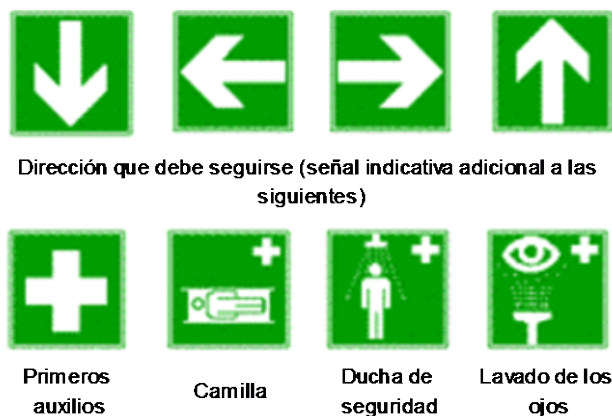 Dirección que debe seguirse (señal indicativa adicional a las
siguientes)
Primeros
auxilios
Camilla
Ducha de
seguridad
Lavado de los
ojos